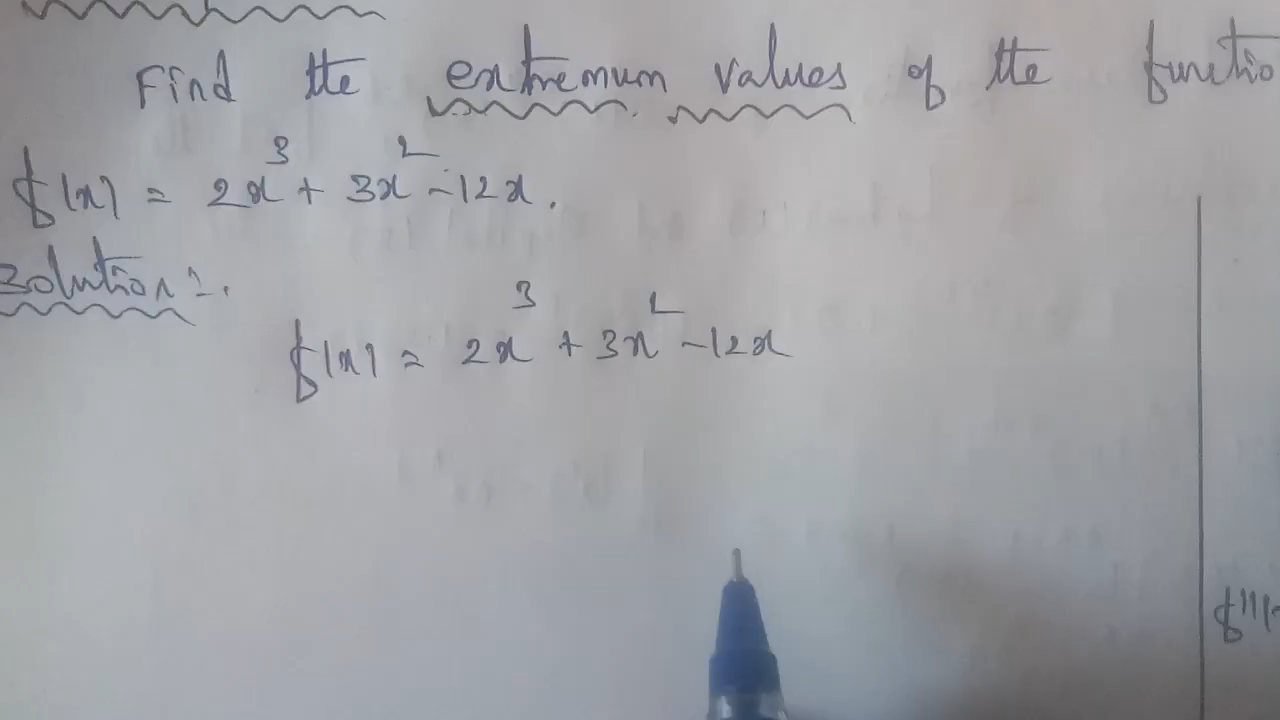 Find the extremum values of the functio
f(x) = 2x³ + 3x² - 12x.
Solution:-.
f(x) = 2x³ + 3x² - 12x
f''(